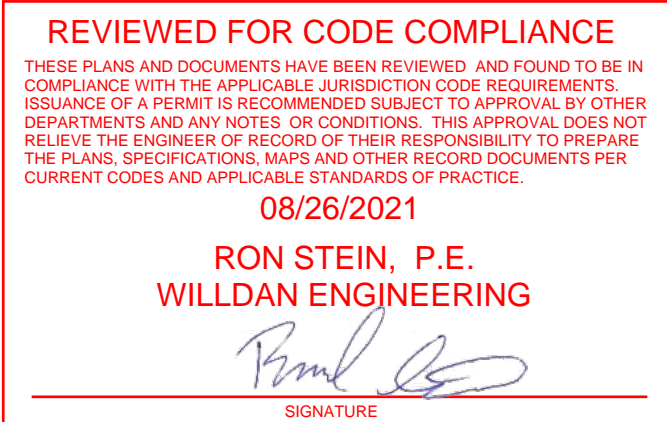 REVIEWED FOR CODE COMPLIANCE
THESE PLANS AND DOCUMENTS HAVE BEEN REVIEWED AND FOUND TO BE IN
COMPLIANCE WITH THE APPLICABLE JURISDICTION CODE REQUIREMENTS.
ISSUANCE OF A PERMIT IS RECOMMENDED SUBJECT TO APPROVAL BY OTHER
DEPARTMENTS AND ANY NOTES OR CONDITIONS. THIS APPROVAL DOES NOT
RELIEVE THE ENGINEER OF RECORD OF THEIR RESPONSIBILITY TO PREPARE
THE PLANS, SPECIFICATIONS, MAPS AND OTHER RECORD DOCUMENTS PER
CURRENT CODES AND APPLICABLE STANDARDS OF PRACTICE.
08/26/2021
RON STEIN, P.E.
WILLDAN ENGINEERING
SIGNATURE